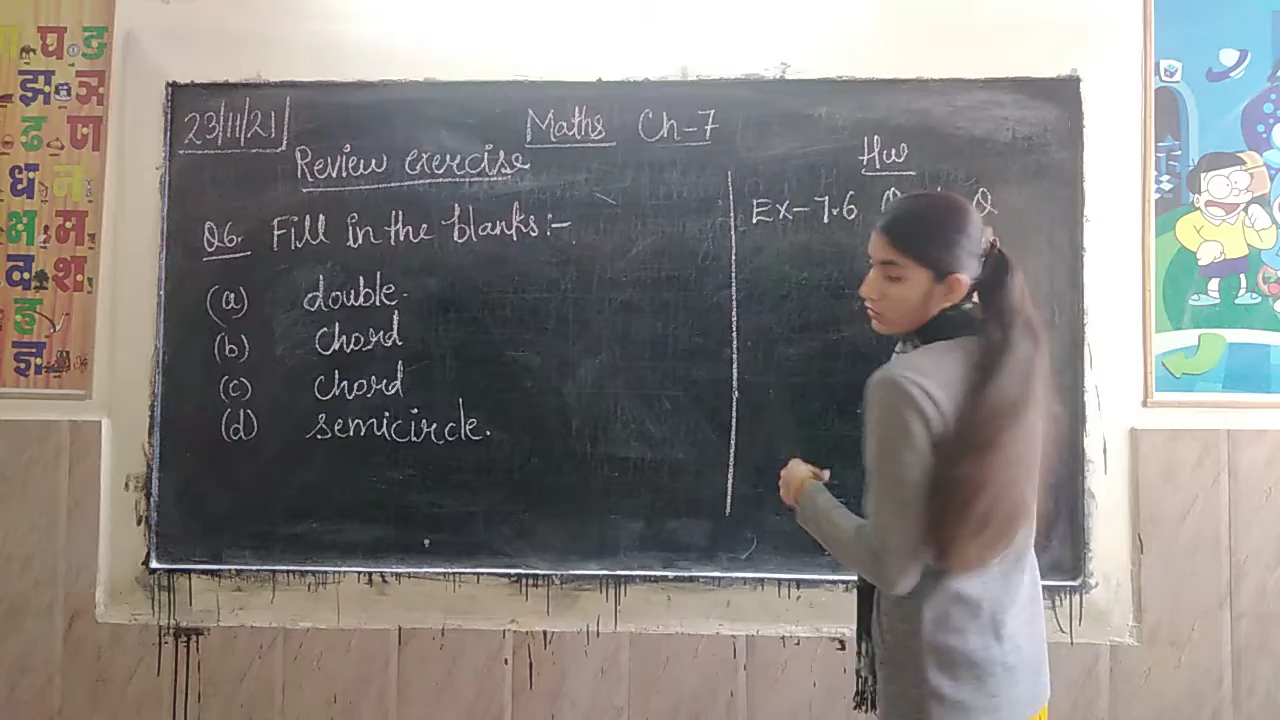 23/11/21
Maths Ch-7
Review exercise
Q6. Fill in the blanks:-
(a) double.
(b) chord
(c) chord
(d) semicircle.
Hw
Ex-7.6 Q
घ ङ
झ ञ
ढ ण
ध न
भ म
व श
ज्ञ